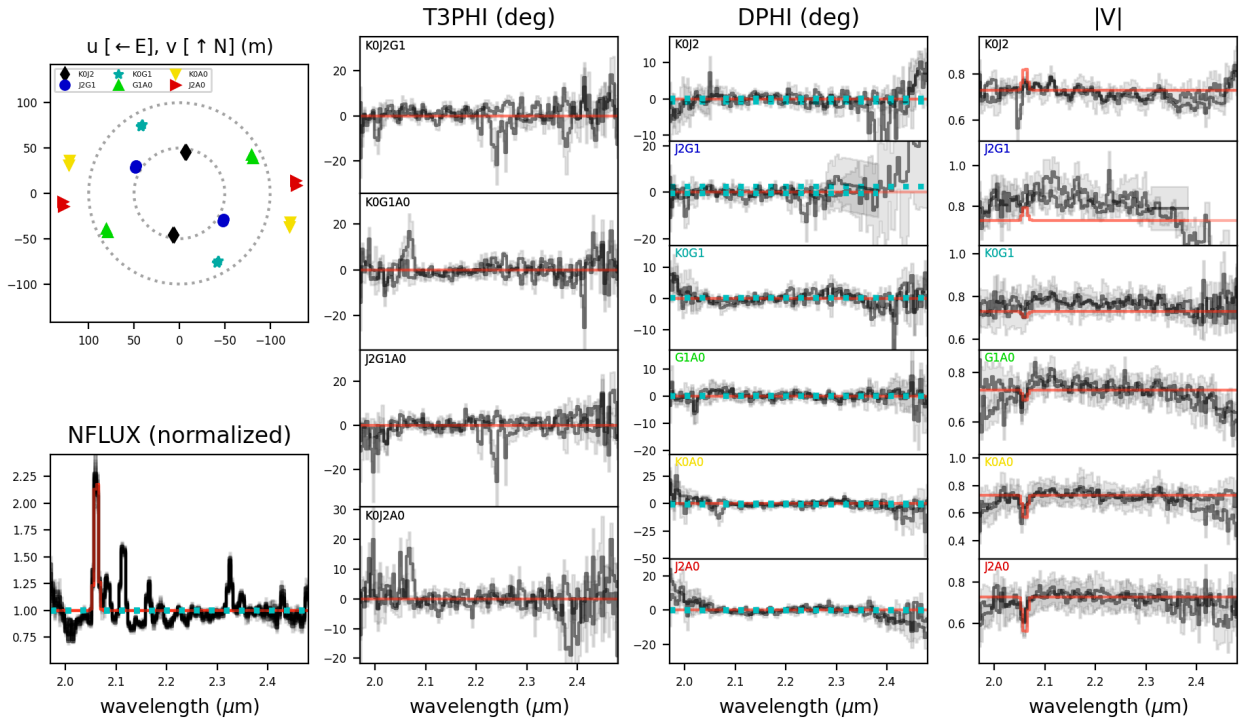 u [←E], v [↑N] (m)
K0J2
K0G1
K0A0
J2G1
G1A0
J2A0
100
50
0
−50
−100
100
50
0
−50
−100
NFLUX (normalized)
2.25
2.00
1.75
1.50
1.25
1.00
0.75
2.0
2.1
2.2
2.3
2.4
wavelength (μm)
T3PHI (deg)
K0J2G1
20
0
−20
K0G1A0
20
0
−20
J2G1A0
20
0
−20
K0J2A0
30
20
10
0
−10
−20
2.0
2.1
2.2
2.3
2.4
wavelength (μm)
DPHI (deg)
K0J2
10
0
−10
J2G1
20
0
−20
K0G1
10
0
−10
G1A0
10
0
−10
−20
K0A0
25
0
−25
−50
J2A0
20
0
−20
2.0
2.1
2.2
2.3
2.4
wavelength (μm)
|V|
K0J2
0.8
0.6
J2G1
1.0
0.8
K0G1
1.0
0.8
0.6
G1A0
0.8
0.6
K0A0
1.0
0.8
0.6
0.4
J2A0
0.8
0.6
2.0
2.1
2.2
2.3
2.4
wavelength (μm)